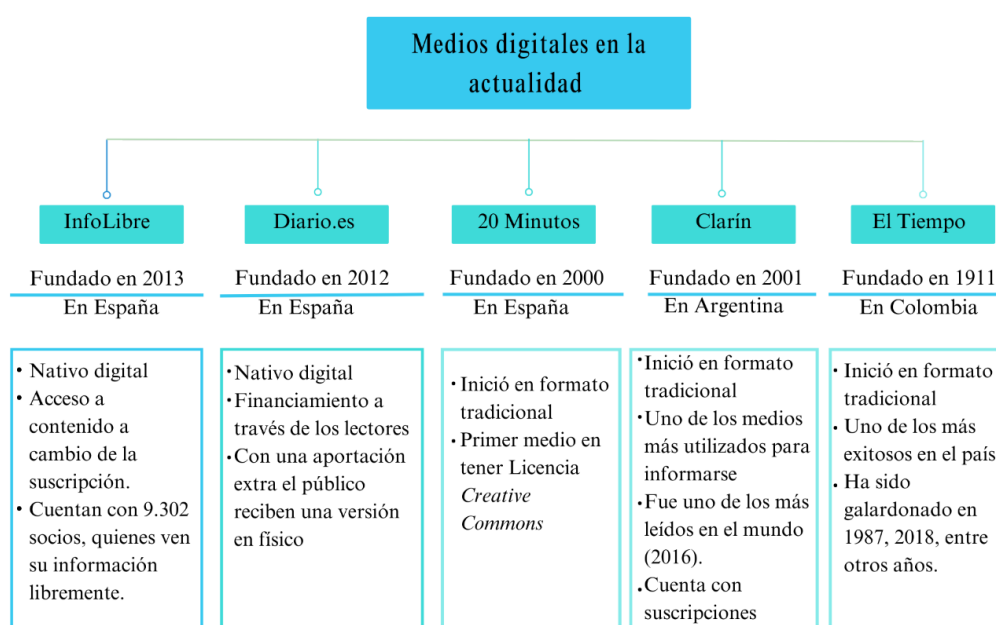 Medios digitales en la
actualidad
InfoLibre
Fundado en 2013
En España
• Nativo digital
• Acceso a
contenido a
cambio de la
suscripción.
• Cuentan con 9.302
socios, quienes ven
su información
libremente.
Diario.es
Fundado en 2012
En España
• Nativo digital
• Financiamiento a
través de los lectores
• Con una aportación
extra el público
reciben una versión
en físico
20 Minutos
Fundado en 2000
En España
• Inició en formato
tradicional
• Primer medio en
tener Licencia
Creative
Commons
Clarín
Fundado en 2001
En Argentina
• Inició en formato
tradicional
• Uno de los medios
más utilizados para
informarse
• Fue uno de los más
leídos en el mundo
(2016).
• Cuenta con
suscripciones
El Tiempo
Fundado en 1911
En Colombia
• Inició en formato
tradicional
• Uno de los más
exitosos en el país
• Ha sido
galardonado en
1987, 2018, entre
otros años.